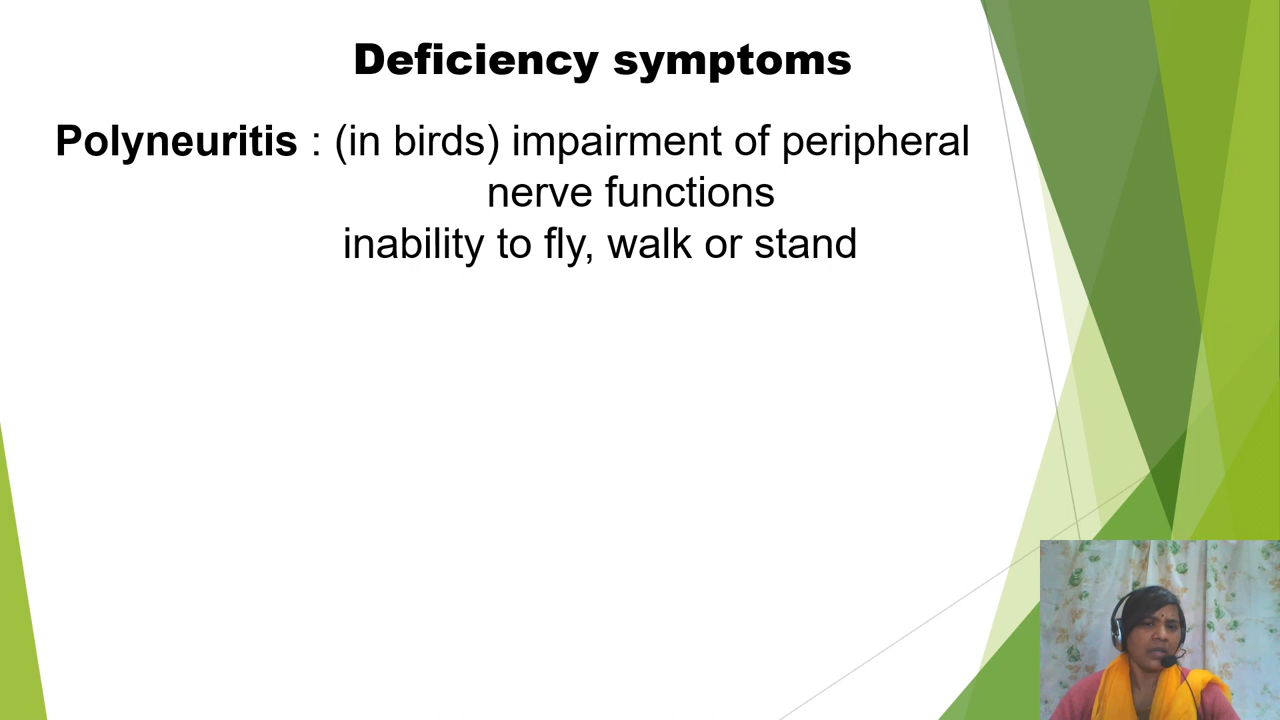 Deficiency symptoms
Polyneuritis : (in birds) impairment of peripheral
nerve functions
inability to fly, walk or stand